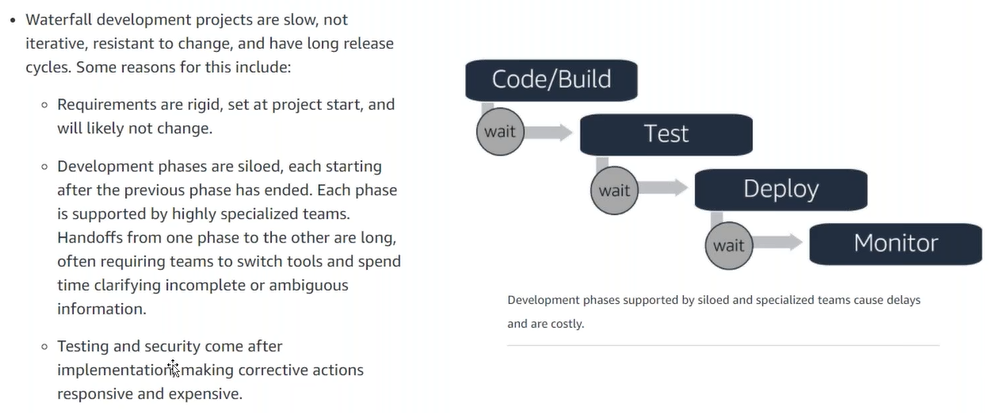 Waterfall development projects are slow, not
iterative, resistant to change, and have long release
cycles. Some reasons for this include:
Requirements are rigid, set at project start, and
will likely not change.
Development phases are siloed, each starting
after the previous phase has ended. Each phase
is supported by highly specialized teams.
Handoffs from one phase to the other are long,
often requiring teams to switch tools and spend
time clarifying incomplete or ambiguous
information.
Testing and security come after
implementation, making corrective actions
responsive and expensive.
Code/Build
wait
Test
wait
Deploy
wait
Monitor
Development phases supported by siloed and specialized teams cause delays
and are costly.